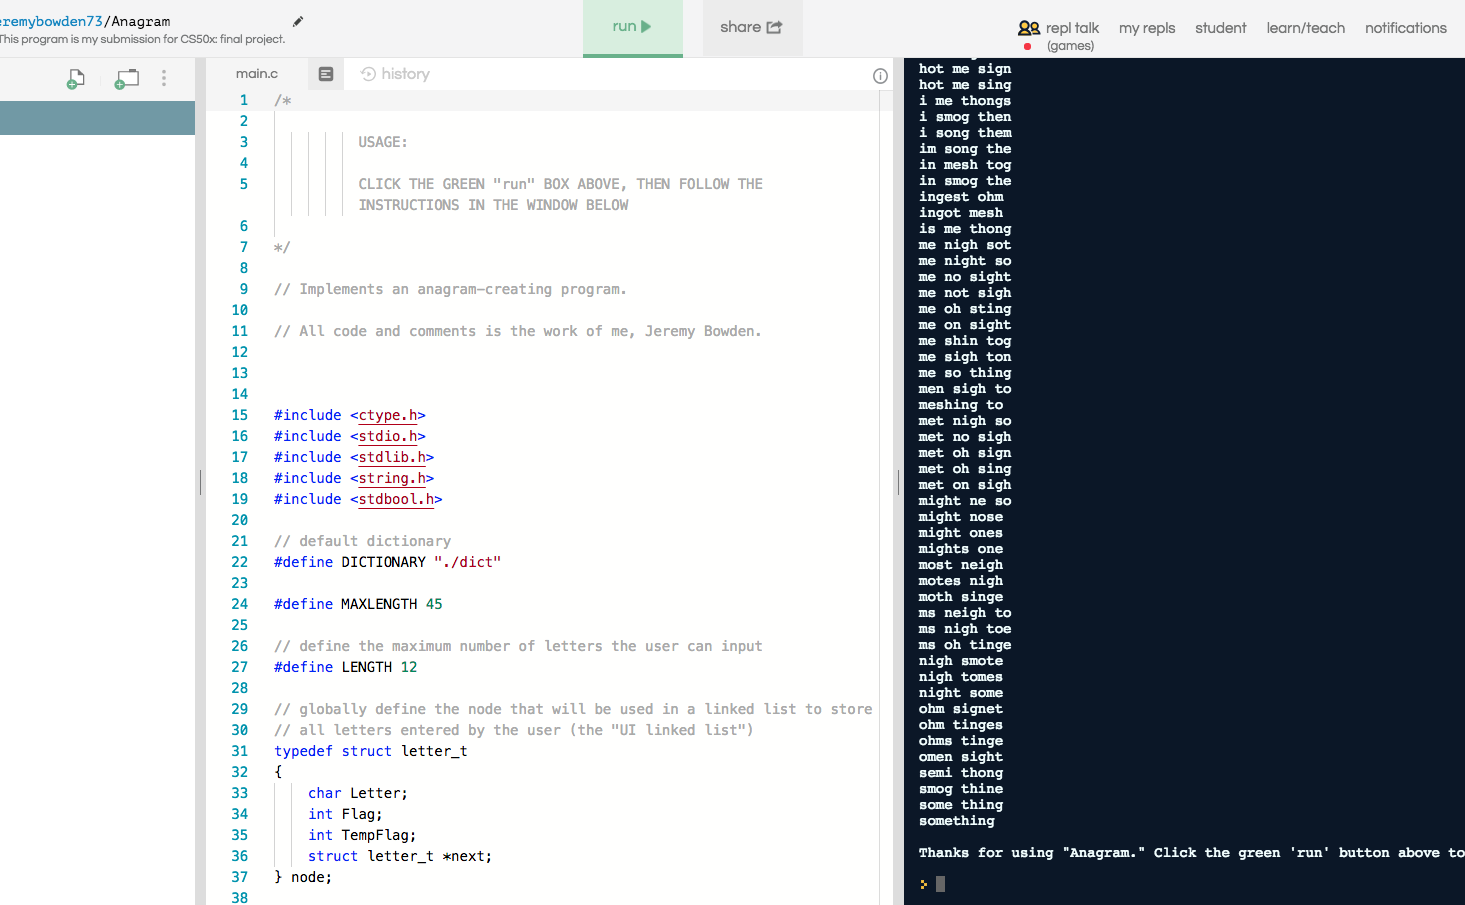 eremybowden73/Anagram
This program is my submission for CS50x: final project.
run
share
repl talk
(games)
my repls
student
learn/teach
notifications
main.c
history
1 /*
2
3 USAGE:
4
5 CLICK THE GREEN "run" BOX ABOVE, THEN FOLLOW THE
INSTRUCTIONS IN THE WINDOW BELOW
6
7 */
8
9 // Implements an anagram-creating program.
10
11 // All code and comments is the work of me, Jeremy Bowden.
12
13
14
15 #include <ctype.h>
16 #include <stdio.h>
17 #include <stdlib.h>
18 #include <string.h>
19 #include <stdbool.h>
20
21 // default dictionary
22 #define DICTIONARY "./dict"
23
24 #define MAXLENGTH 45
25
26 // define the maximum number of letters the user can input
27 #define LENGTH 12
28
29 // globally define the node that will be used in a linked list to store
30 // all letters entered by the user (the "UI linked list")
31 typedef struct letter_t
32 {
33 char Letter;
34 int Flag;
35 int TempFlag;
36 struct letter_t *next;
37 } node;
38
hot me sign
hot me sing
i me thongs
i smog then
i song them
im song the
in mesh tog
in smog the
ingest ohm
ingot mesh
is me thong
me nigh sot
me night so
me no sight
me not sigh
me oh sting
me on sight
me shin tog
me sigh ton
me so thing
men sigh to
meshing to
met nigh so
met no sigh
met oh sign
met oh sing
met on sigh
might ne so
might nose
might ones
mights one
most neigh
motes nigh
moth singe
ms neigh to
ms nigh toe
ms oh tinge
nigh smote
nigh tomes
night some
ohm signet
ohm tinges
ohms tinge
omen sight
semi thong
smog thine
some thing
something
Thanks for using "Anagram." Click the green 'run' button above to
>